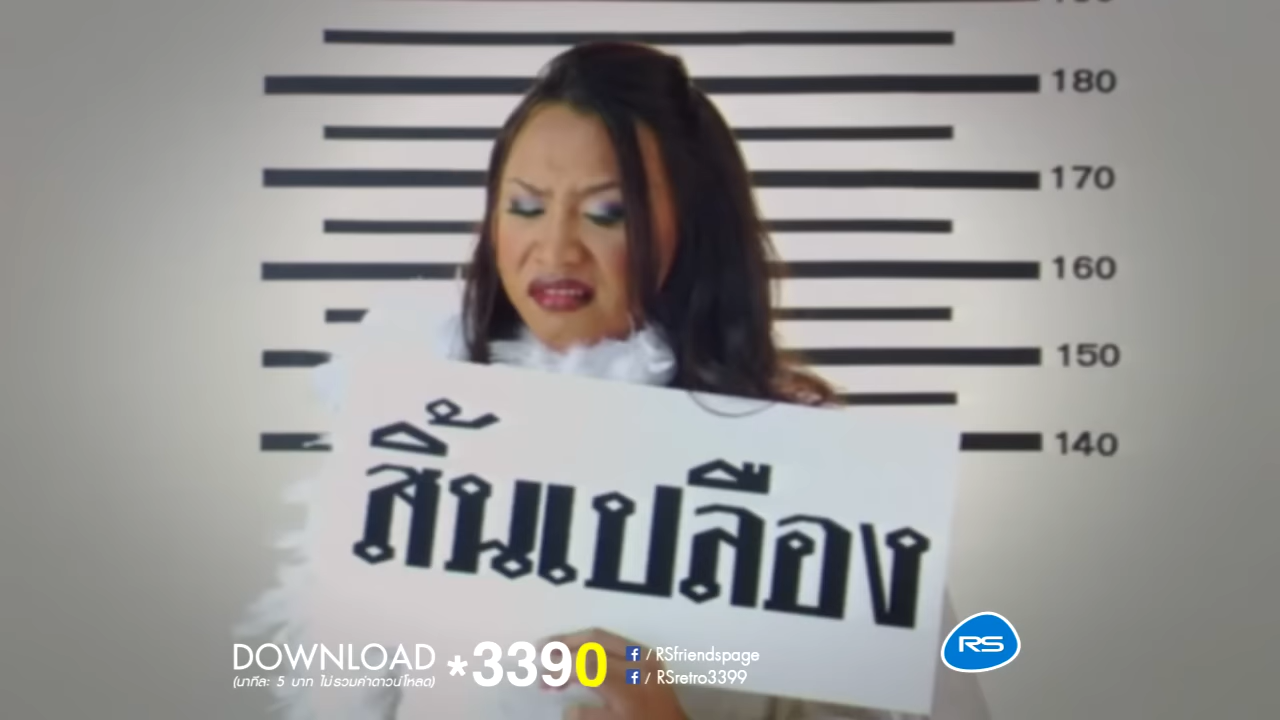 180
170
160
150
140
สิ้นเปลือง
DOWNLOAD *3390
(นาทีละ 5 บาท ไม่รวมค่าดาวน์โหลด)
f / RSfriendspage
f / RSretro3399
RS